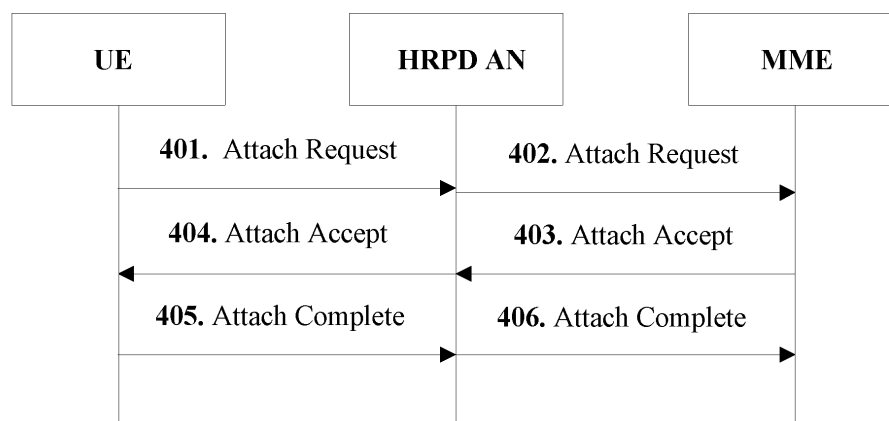 UE
HRPD AN
MME
401. Attach Request
402. Attach Request
404. Attach Accept
403. Attach Accept
405. Attach Complete
406. Attach Complete